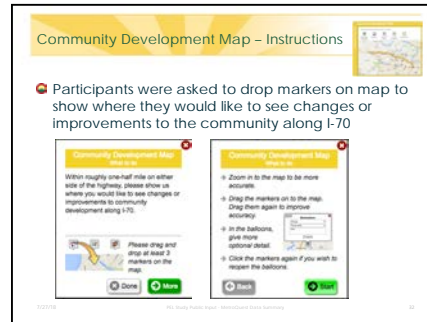 Community Development Map – Instructions
Participants were asked to drop markers on map to
show where they would like to see changes or
improvements to the community along I-70
Community Development Map
What to do
Within roughly one-half mile on either
side of the highway, please show us
where you would like to see changes or
improvements to community
development along I-70.
Please drag and
drop at least 3
markers on the
map.
Done
More
Community Development Map
What to do
Zoom in to the map to be more
accurate.
Drag the markers on to the map.
Drag them again to improve
accuracy.
In the balloons,
give more
optional detail.
Click the markers again if you wish to
reopen the balloons.
Back
Start